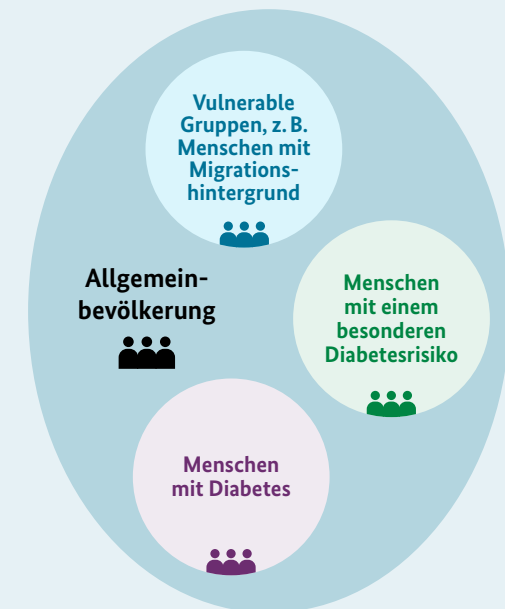 Vulnerable
Gruppen, z. B.
Menschen mit
Migrations-
hintergrund
Allgemein-
bevölkerung
Menschen
mit einem
besonderen
Diabetesrisiko
Menschen
mit Diabetes